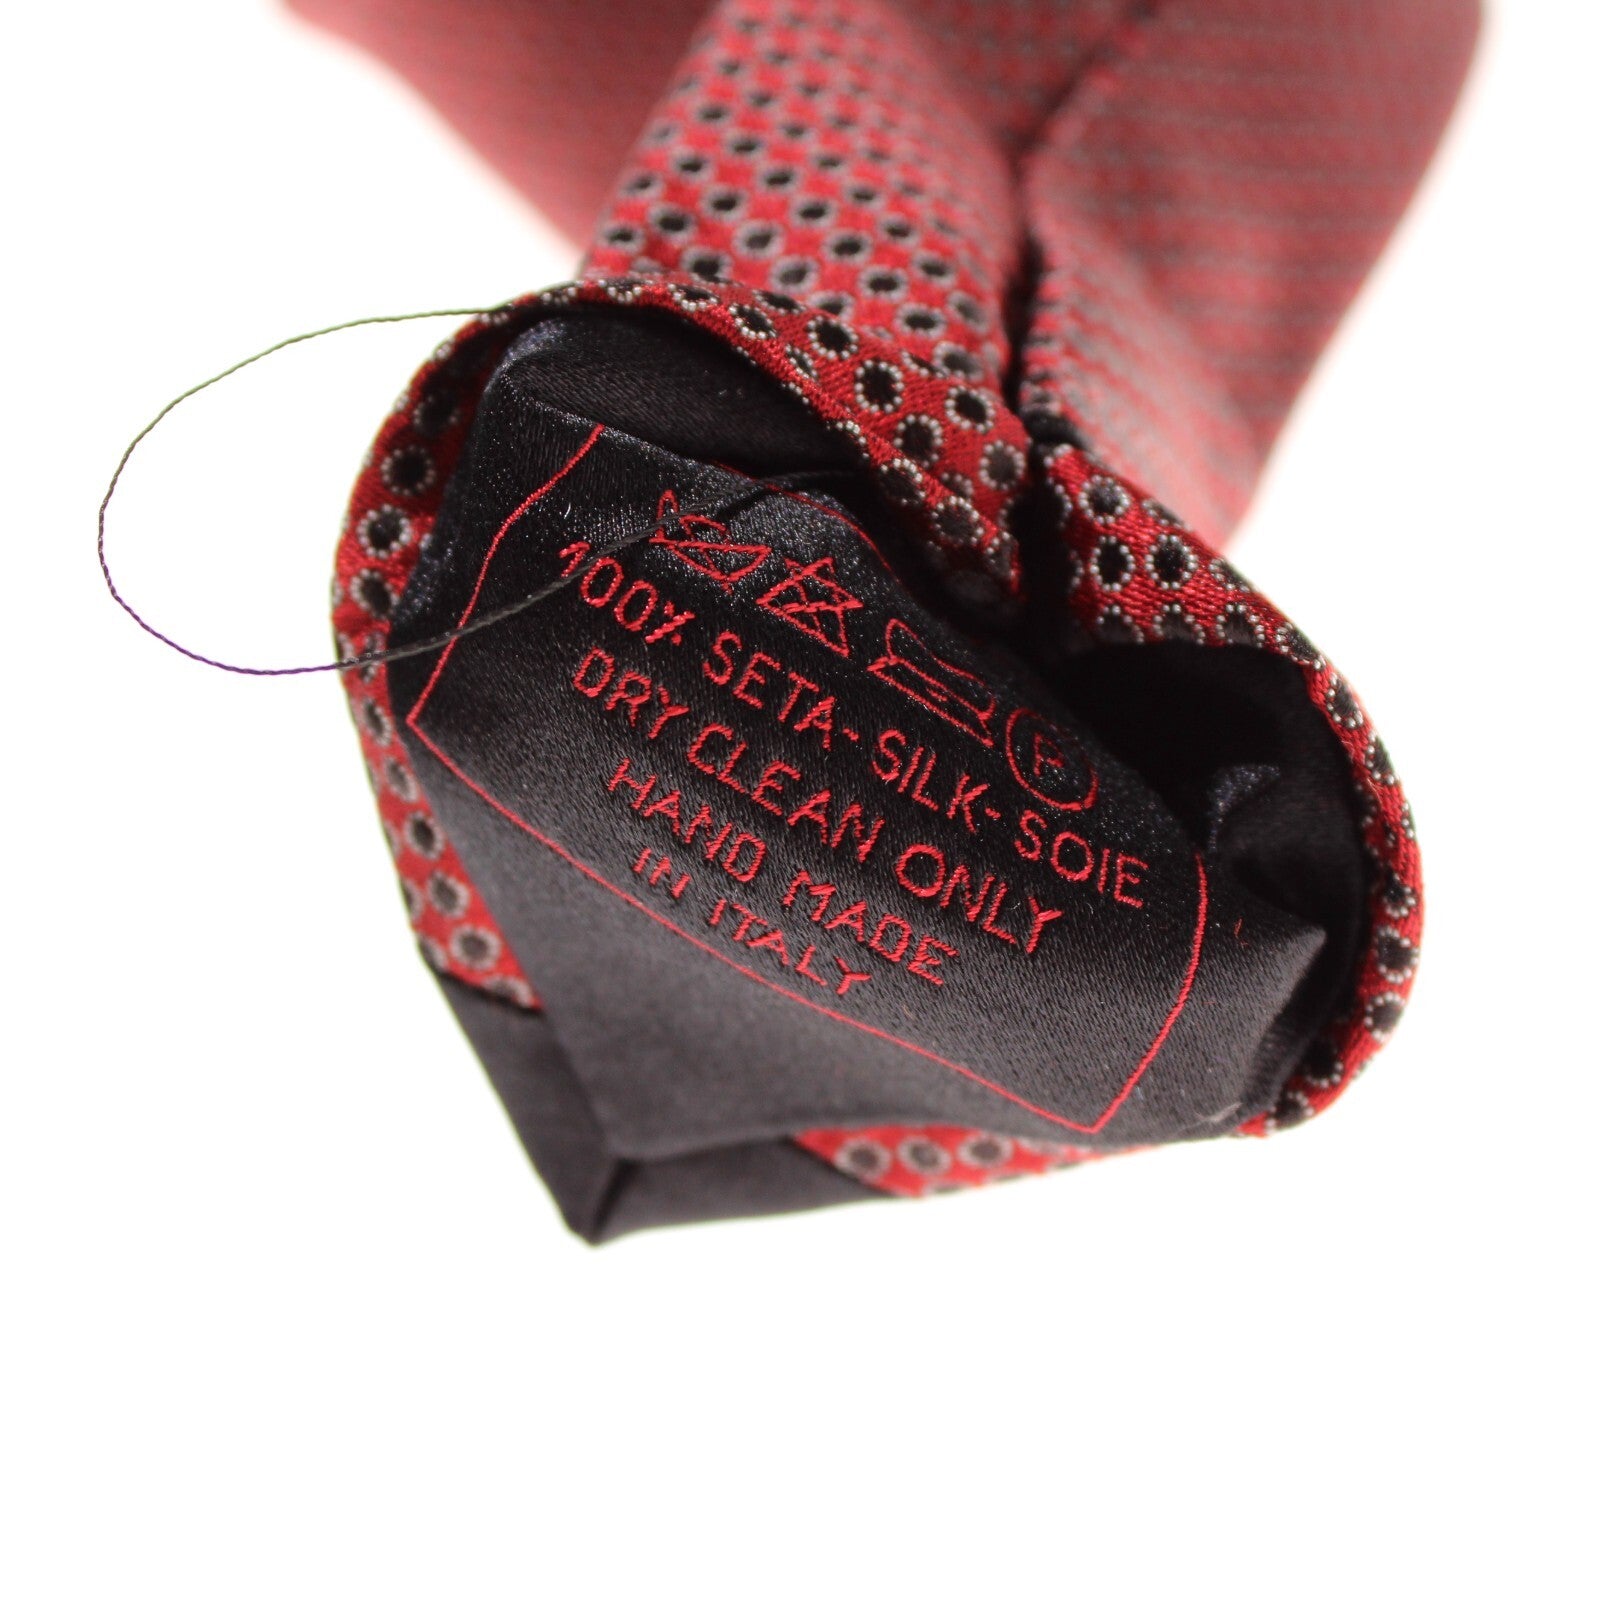 100% SETA-SILK-SOIE
DRY CLEAN ONLY
HAND MADE
IN ITALY